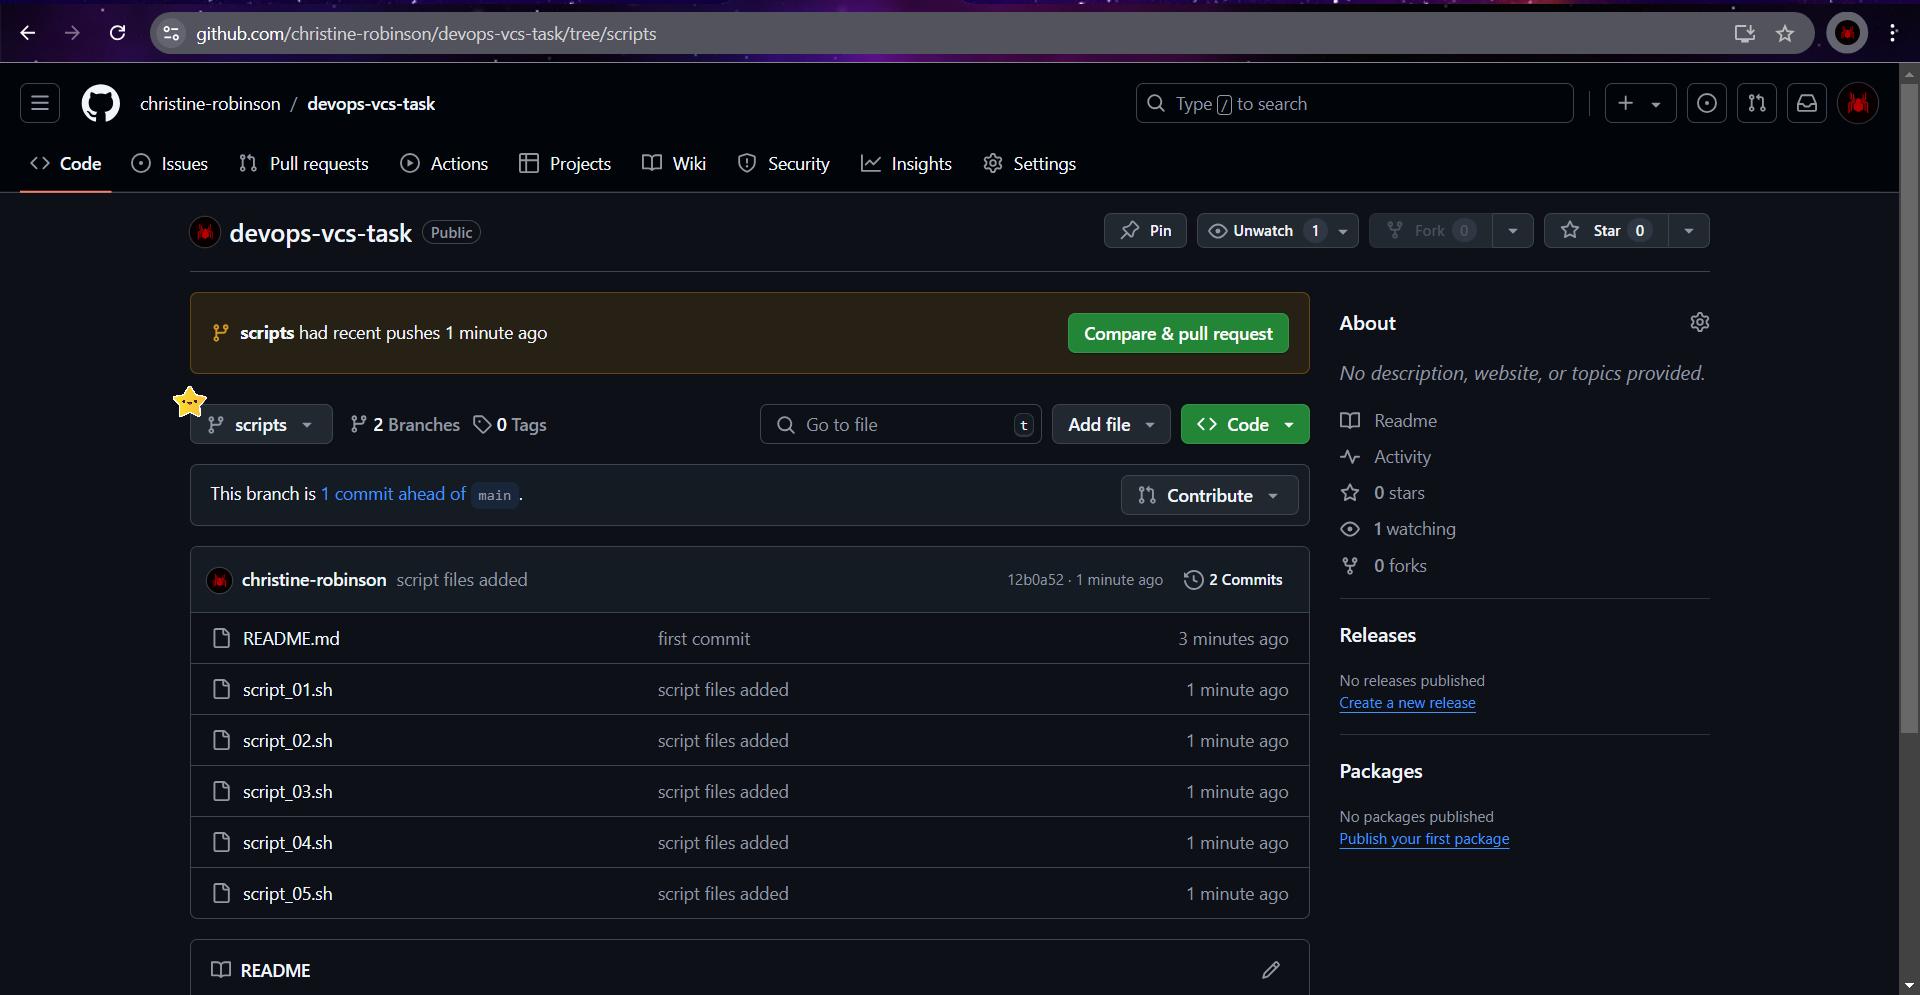 github.com/christine-robinson/devops-vcs-task/tree/scripts
christine-robinson / devops-vcs-task
Type / to search
Code Issues Pull requests Actions Projects Wiki Security Insights Settings
devops-vcs-task Public
Pin Unwatch 1 Fork 0 Star 0
scripts had recent pushes 1 minute ago
Compare & pull request
scripts 2 Branches 0 Tags
Go to file t
Add file
Code
This branch is 1 commit ahead of main .
Contribute
christine-robinson script files added 12b0a52 · 1 minute ago 2 Commits
README.md first commit 3 minutes ago
script_01.sh script files added 1 minute ago
script_02.sh script files added 1 minute ago
script_03.sh script files added 1 minute ago
script_04.sh script files added 1 minute ago
script_05.sh script files added 1 minute ago
README
About
No description, website, or topics provided.
Readme
Activity
0 stars
1 watching
0 forks
Releases
No releases published
Create a new release
Packages
No packages published
Publish your first package